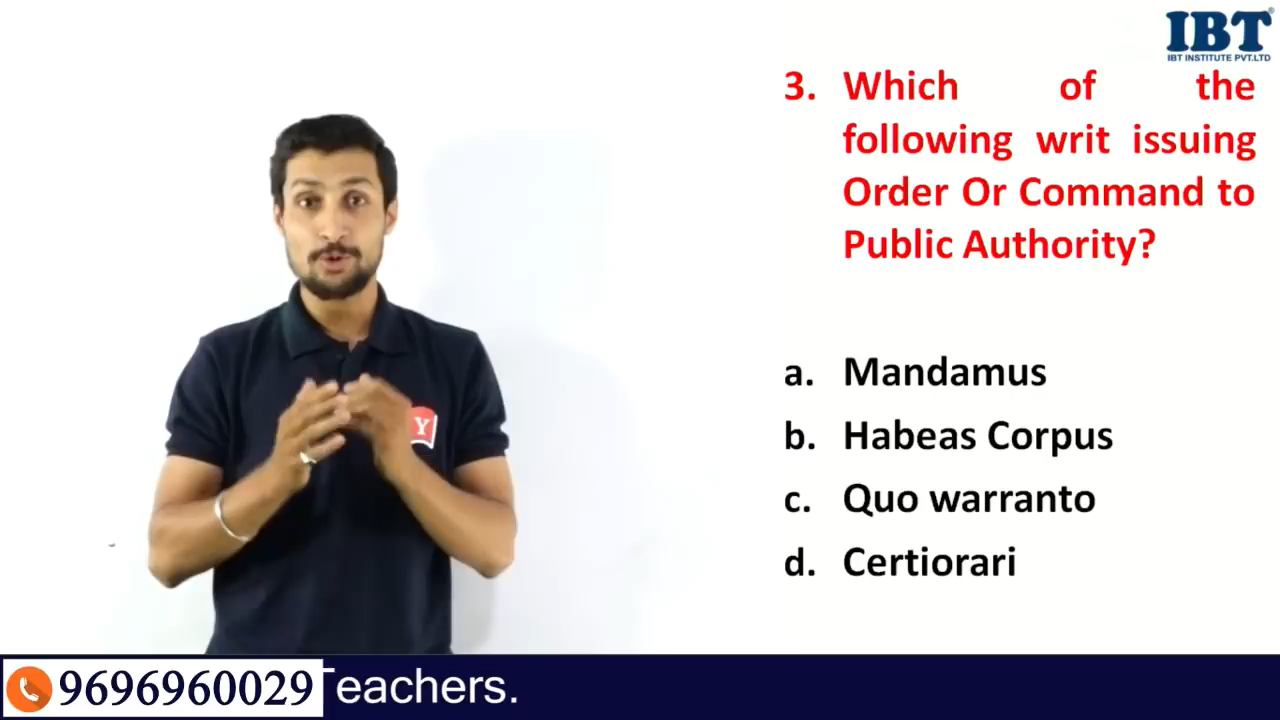 IBT
IBT INSTITUTE PVT.LTD
3. Which of the
following writ issuing
Order Or Command to
Public Authority?
a. Mandamus
b. Habeas Corpus
c. Quo warranto
d. Certiorari
Y
9696960029 Teachers.